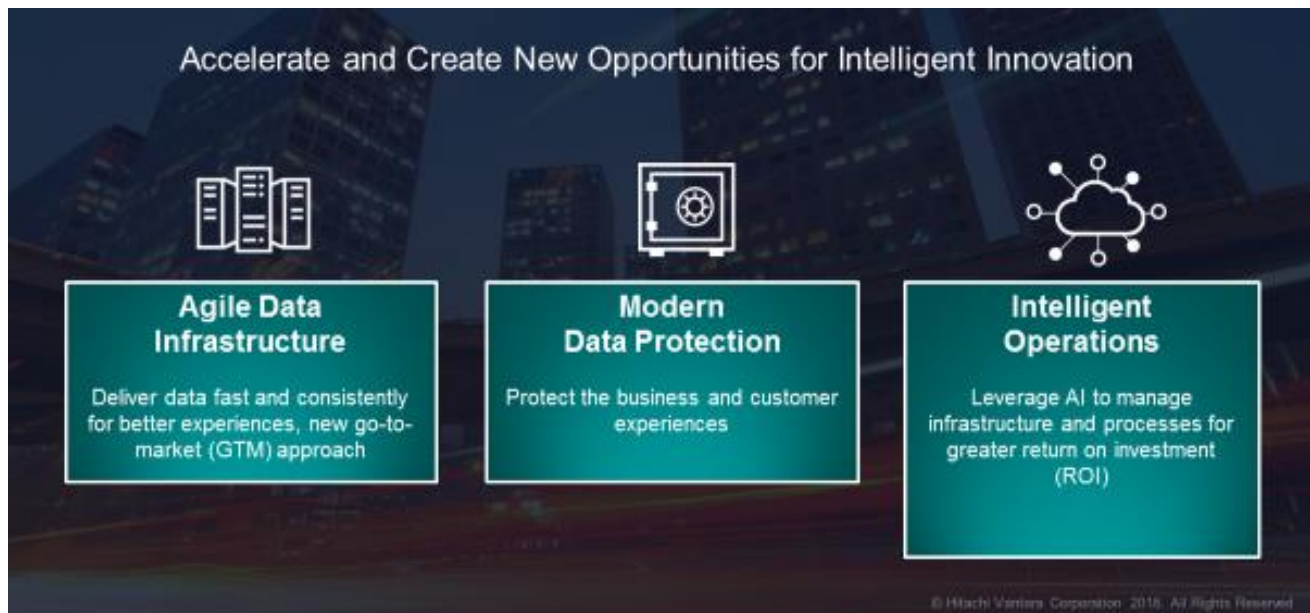 Accelerate and Create New Opportunities for Intelligent Innovation
Agile Data
Infrastructure
Deliver data fast and consistently
for better experiences, new go-to-
market (GTM) approach
Modern
Data Protection
Protect the business and customer
experiences
Intelligent
Operations
Leverage AI to manage
infrastructure and processes for
greater return on investment
(ROI)
© Hitachi Vantara Corporation 2018. All Rights Reserved